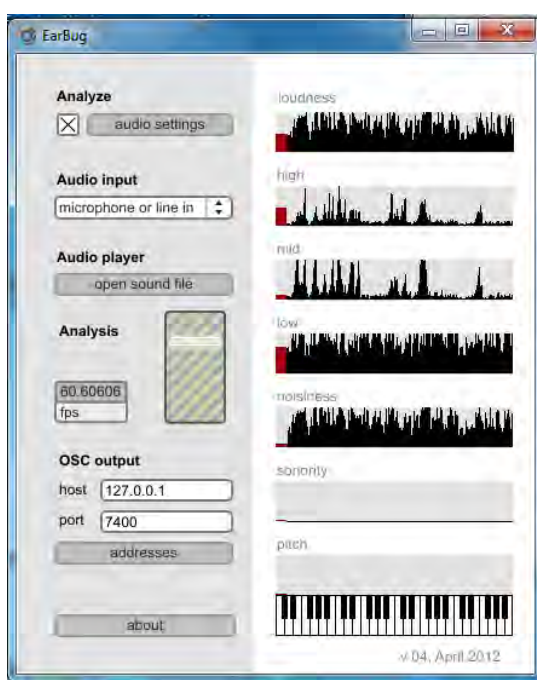 EarBug
Analyze
audio settings
Audio input
microphone or line in
Audio player
open sound file
Analysis
60.60606
fps
OSC output
host 127.0.0.1
port 7400
addresses
about
loudness
high
mid
low
noisiness
sonority
pitch
v 04, April 2012